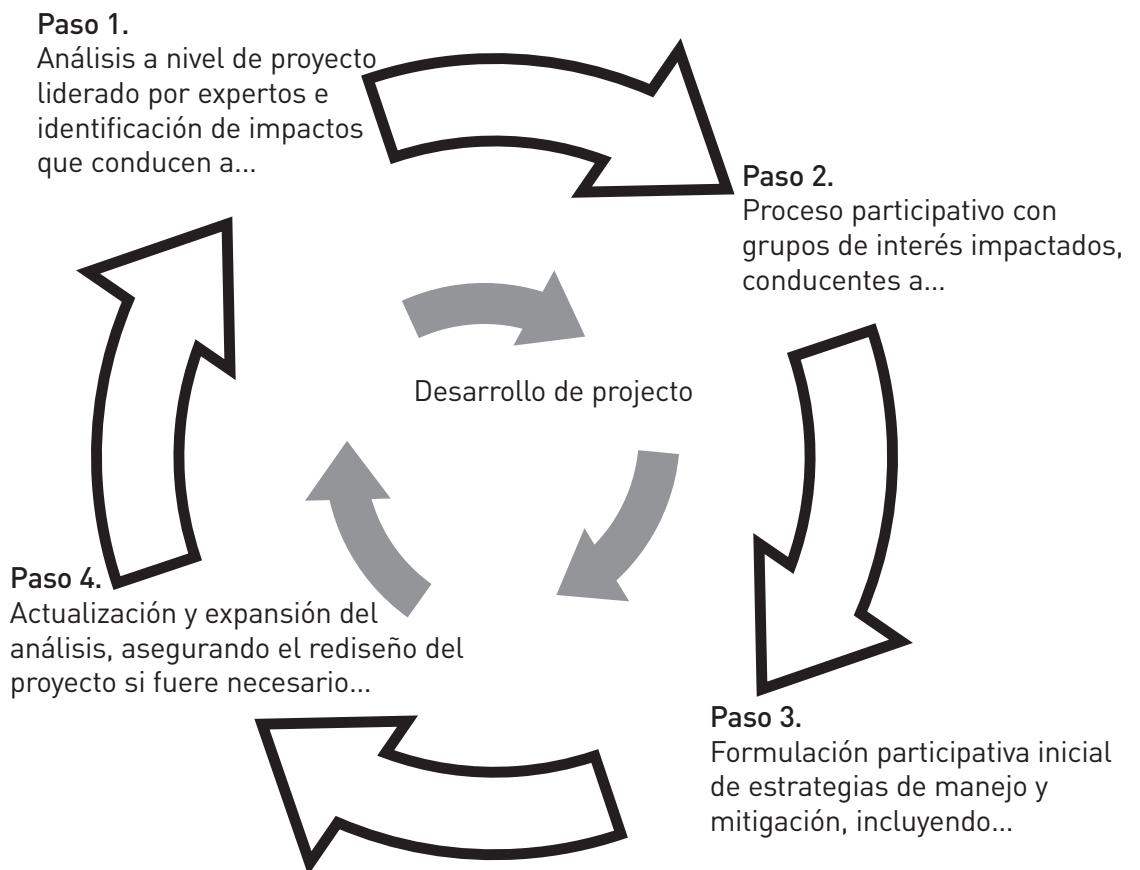 Paso 1.
Análisis a nivel de proyecto
liderado por expertos e
identificación de impactos
que conducen a...
Paso 2.
Proceso participativo con
grupos de interés impactados,
conducentes a...
Desarrollo de projecto
Paso 4.
Actualización y expansión del
análisis, asegurando el rediseño del
proyecto si fuere necesario...
Paso 3.
Formulación participativa inicial
de estrategias de manejo y
mitigación, incluyendo...